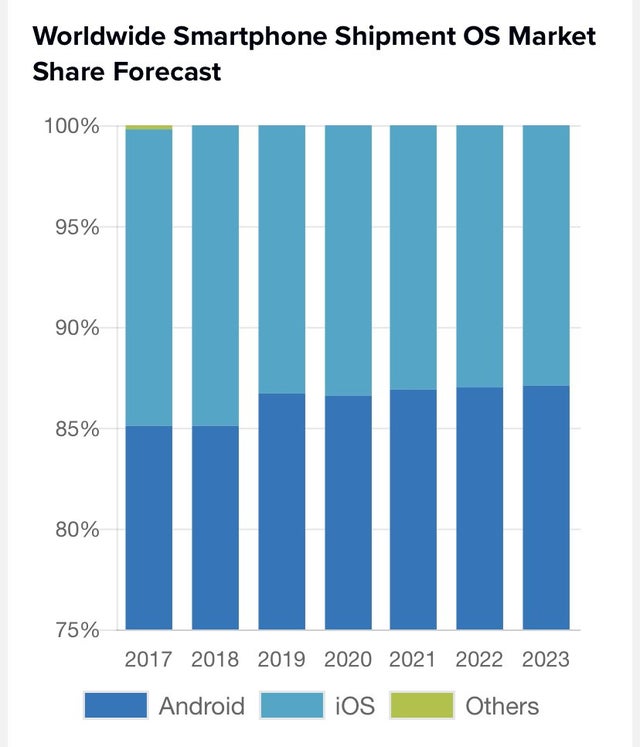 Worldwide Smartphone Shipment OS Market
Share Forecast
100%
95%
90%
85%
80%
75%
2017 2018 2019 2020 2021 2022 2023
Android iOS Others